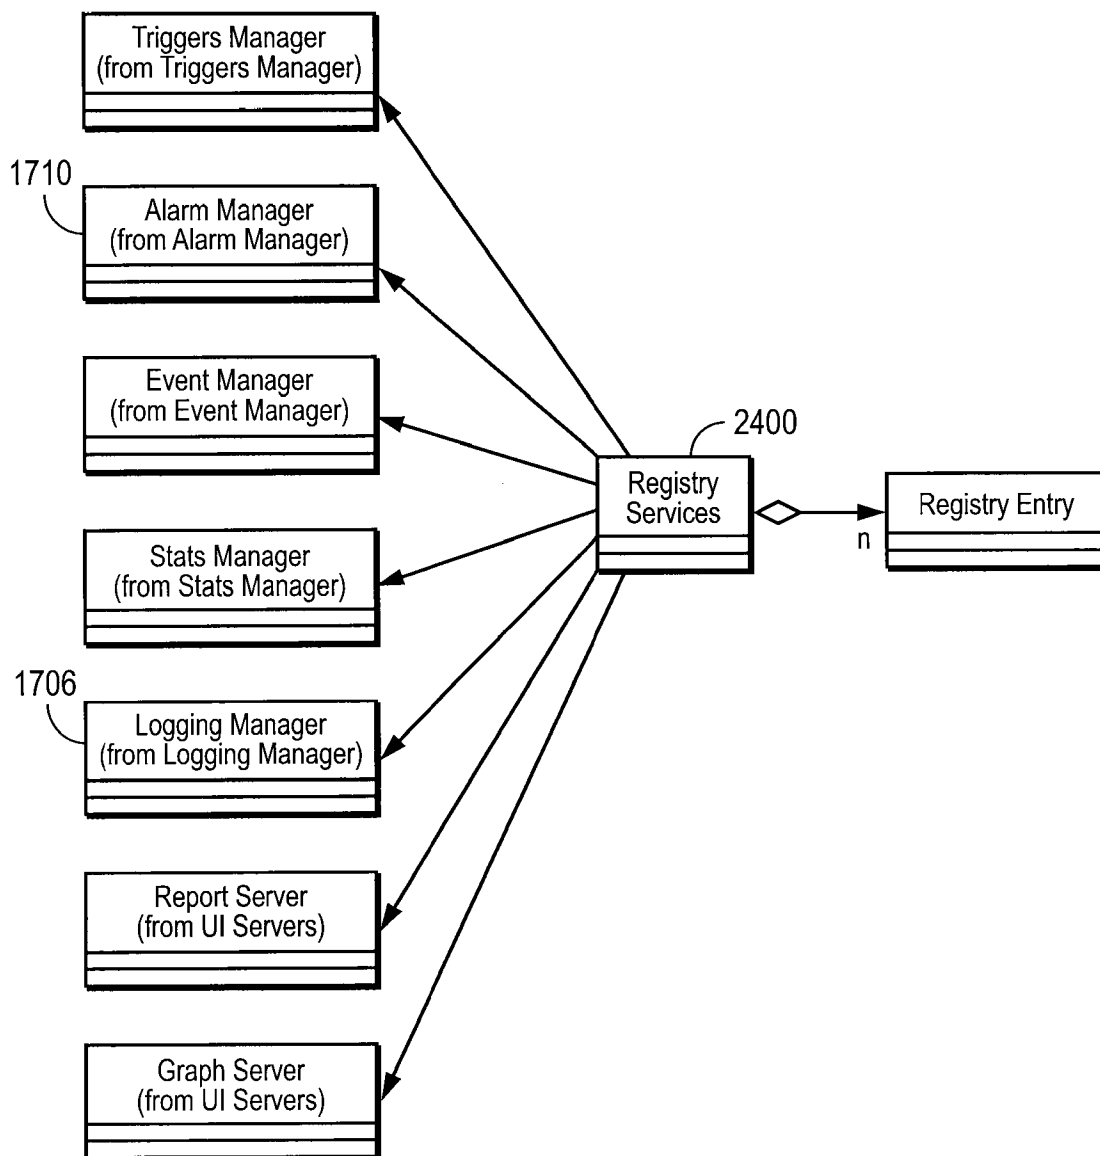 Triggers Manager
(from Triggers Manager)
1710
Alarm Manager
(from Alarm Manager)
Event Manager
(from Event Manager)
2400
Registry
Services
Registry Entry
n
Stats Manager
(from Stats Manager)
1706
Logging Manager
(from Logging Manager)
Report Server
(from UI Servers)
Graph Server
(from UI Servers)